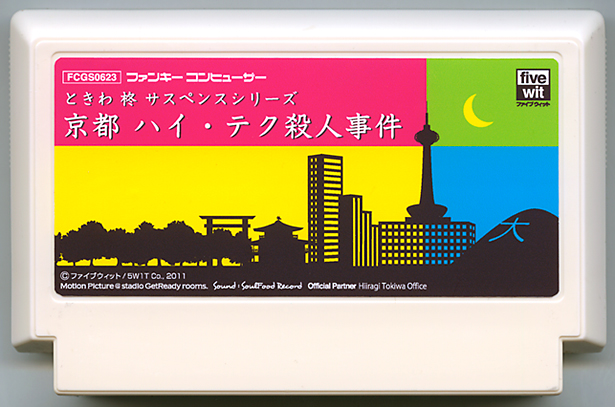 FCGS0623 ファンキー コンピューサー
five
wit
ファイブウィット
ときわ 柊 サスペンスシリーズ
京都 ハイ・テク殺人事件
大
©ファイブウィット/5W1T Co., 2011
Motion Picture @ stadio GetReady rooms. Sound : SoulFood Record Official Partner Hiiragi Tokiwa Office